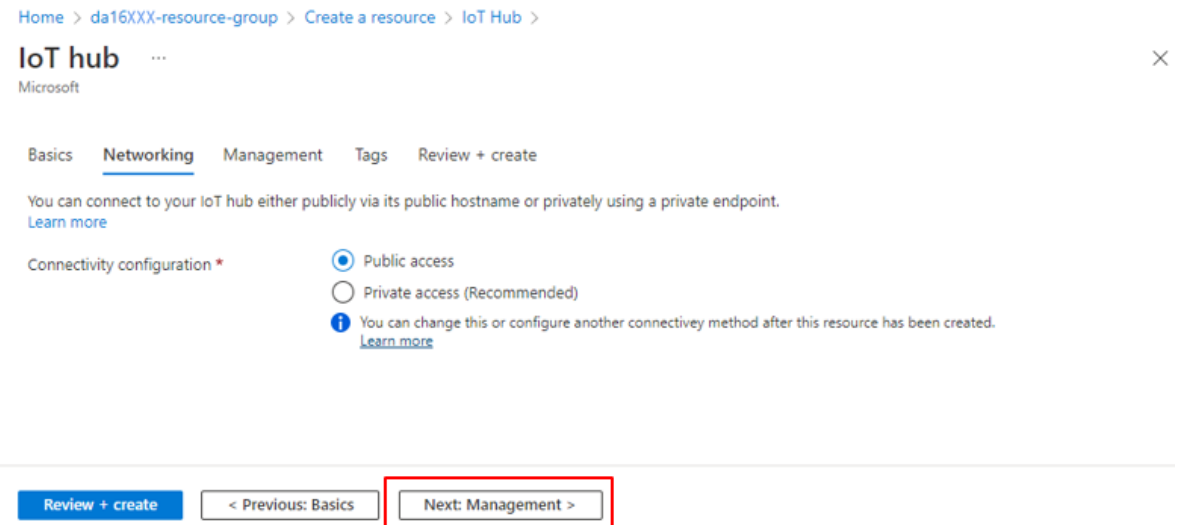 Home > da16XXX-resource-group > Create a resource > IoT Hub >
IoT hub ...
Microsoft
Basics Networking Management Tags Review + create
You can connect to your IoT hub either publicly via its public hostname or privately using a private endpoint.
Learn more
Connectivity configuration *
Public access
Private access (Recommended)
You can change this or configure another connectivey method after this resource has been created.
Learn more
Review + create < Previous: Basics Next: Management >